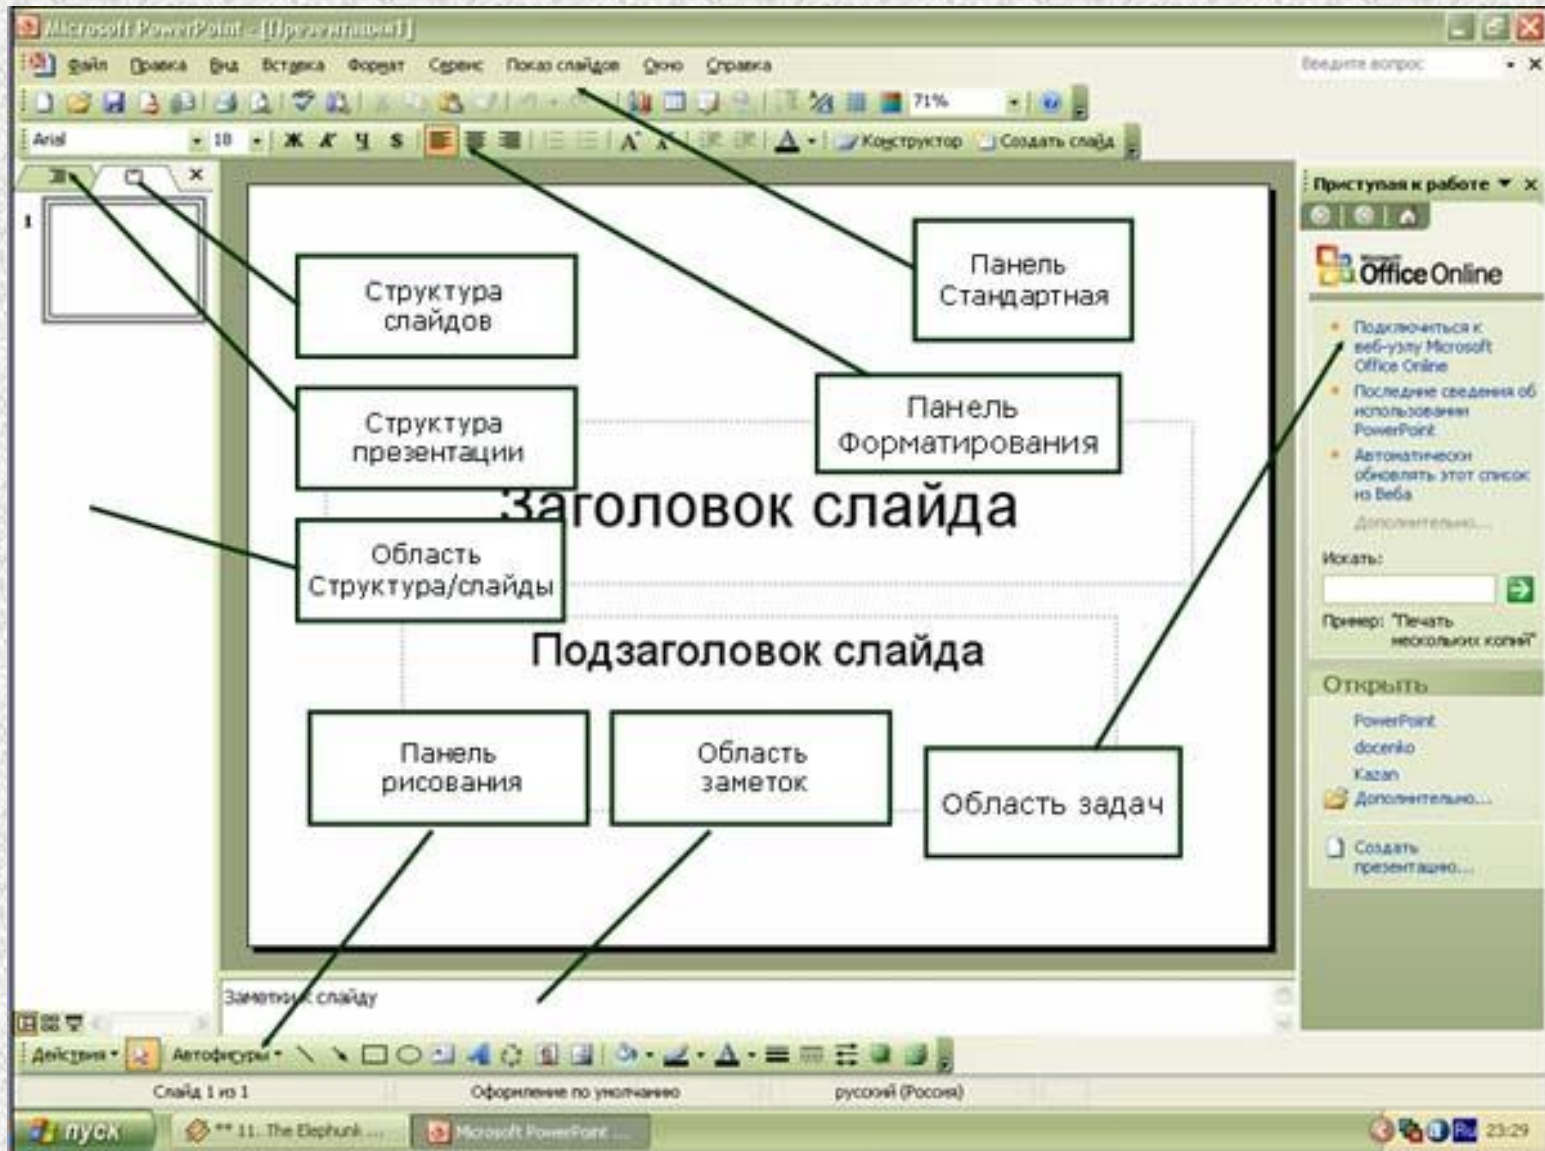 Microsoft PowerPoint - [Презентация1]
Файл Правка Вид Вставка Формат Сервис Показ слайдов Окно Справка
Введите вопрос
71%
Arial 18 Ж К Ч S
Конструктор Создать слайд
1
Структура
слайдов
Структура
презентации
Область
Структура/слайды
Панель
Стандартная
Панель
Форматирования
Заголовок слайда
Подзаголовок слайда
Панель
рисования
Область
заметок
Область задач
Приступая к работе
Microsoft
Office Online
Подключиться к
веб-узлу Microsoft
Office Online
Последние сведения об
использовании
PowerPoint
Автоматически
обновлять этот список
из Веба
Дополнительно...
Искать:
Пример: "Печать
нескольких копий"
Открыть
PowerPoint
docenko
Kazan
Дополнительно...
Создать
презентацию...
Заметки к слайду
Действия Автофигуры
Слайд 1 из 1
Оформление по умолчанию
русский (Россия)
пуск
** 11. The Elephunk ...
Microsoft PowerPoint ...
Ru 23:29